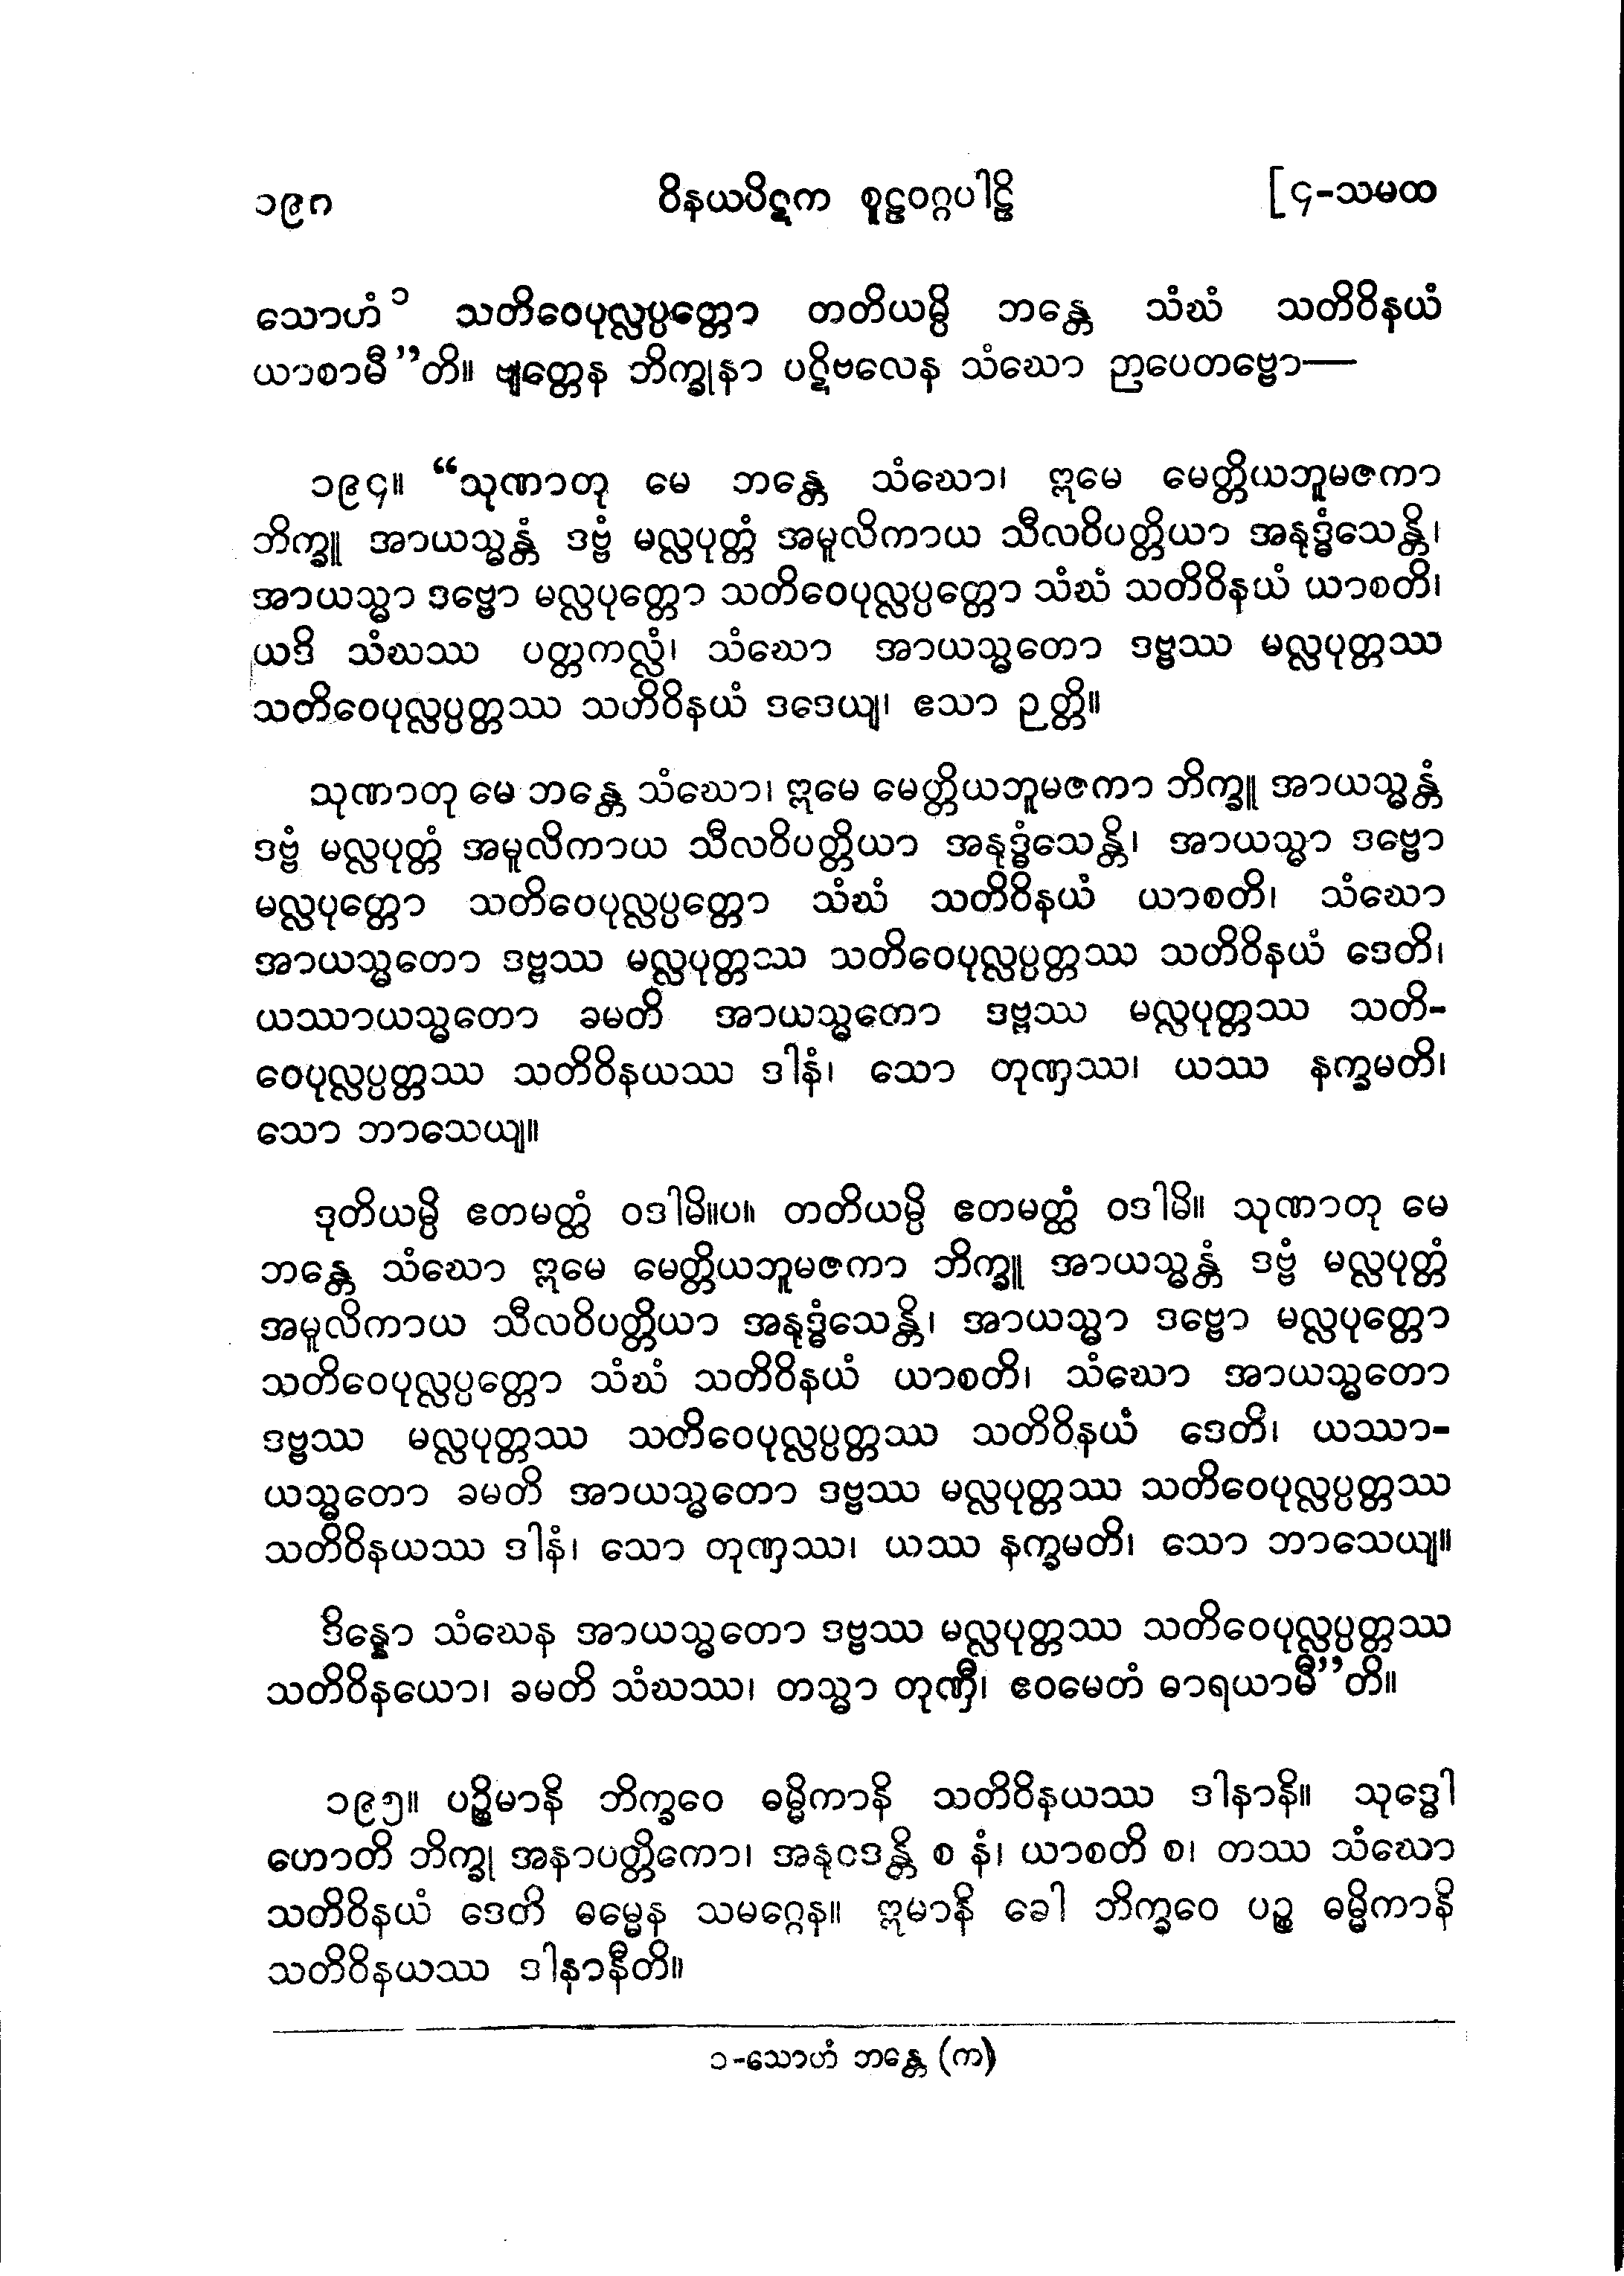 ၁၉၈ ဝိနယပိဋက စူဠဝဂ္ဂပါဠိ [၄-သမထ
သောဟံ၁ သတိဝေပုလ္လပ္ပတ္တော တတိယမ္ပိ ဘန္တေ သံဃံ သတိဝိနယံ
ယာစာမီ”တိ။ ဗျတ္တေန ဘိက္ခုနာ ပဋိဗလေန သံဃော ဉာပေတဗ္ဗော—
၁၉၄။ “သုဏာတု မေ ဘန္တေ သံဃော၊ ဣမေ မေတ္တိယဘူမဇကာ
ဘိက္ခူ အာယသ္မန္တံ ဒဗ္ဗံ မလ္လပုတ္တံ အမူလိကာယ သီလဝိပတ္တိယာ အနုဒ္ဓံသေန္တိ၊
အာယသ္မာ ဒဗ္ဗော မလ္လပုတ္တော သတိဝေပုလ္လပ္ပတ္တော သံဃံ သတိဝိနယံ ယာစတိ၊
ယဒိ သံဃဿ ပတ္တကလ္လံ၊ သံဃော အာယသ္မတော ဒဗ္ဗဿ မလ္လပုတ္တဿ
သတိဝေပုလ္လပ္ပတ္တဿ သတိဝိနယံ ဒဒေယျ၊ ဧသာ ဉတ္တိ။
သုဏာတု မေ ဘန္တေ သံဃော၊ ဣမေ မေတ္တိယဘူမဇကာ ဘိက္ခူ အာယသ္မန္တံ
ဒဗ္ဗံ မလ္လပုတ္တံ အမူလိကာယ သီလဝိပတ္တိယာ အနုဒ္ဓံသေန္တိ၊ အာယသ္မာ ဒဗ္ဗော
မလ္လပုတ္တော သတိဝေပုလ္လပ္ပတ္တော သံဃံ သတိဝိနယံ ယာစတိ၊ သံဃော
အာယသ္မတော ဒဗ္ဗဿ မလ္လပုတ္တဿ သတိဝေပုလ္လပ္ပတ္တဿ သတိဝိနယံ ဒေတိ၊
ယဿာယသ္မတော ခမတိ အာယသ္မတော ဒဗ္ဗဿ မလ္လပုတ္တဿ သတိ-
ဝေပုလ္လပ္ပတ္တဿ သတိဝိနယဿ ဒါနံ၊ သော တုဏှဿ၊ ယဿ နက္ခမတိ၊
သော ဘာသေယျ။
ဒုတိယမ္ပိ ဧတမတ္ထံ ဝဒါမိ။ပ။ တတိယမ္ပိ ဧတမတ္ထံ ဝဒါမိ။ သုဏာတု မေ
ဘန္တေ သံဃော ဣမေ မေတ္တိယဘူမဇကာ ဘိက္ခူ အာယသ္မန္တံ ဒဗ္ဗံ မလ္လပုတ္တံ
အမူလိကာယ သီလဝိပတ္တိယာ အနုဒ္ဓံသေန္တိ၊ အာယသ္မာ ဒဗ္ဗော မလ္လပုတ္တော
သတိဝေပုလ္လပ္ပတ္တော သံဃံ သတိဝိနယံ ယာစတိ၊ သံဃော အာယသ္မတော
ဒဗ္ဗဿ မလ္လပုတ္တဿ သတိဝေပုလ္လပ္ပတ္တဿ သတိဝိနယံ ဒေတိ၊ ယဿာ-
ယသ္မတော ခမတိ အာယသ္မတော ဒဗ္ဗဿ မလ္လပုတ္တဿ သတိဝေပုလ္လပ္ပတ္တဿ
သတိဝိနယဿ ဒါနံ၊ သော တုဏှဿ၊ ယဿ နက္ခမတိ၊ သော ဘာသေယျ။
ဒိန္နော သံဃေန အာယသ္မတော ဒဗ္ဗဿ မလ္လပုတ္တဿ သတိဝေပုလ္လပ္ပတ္တဿ
သတိဝိနယော၊ ခမတိ သံဃဿ၊ တသ္မာ တုဏှီ၊ ဧဝမေတံ ဓာရယာမီ”တိ။
၁၉၅။ ပဉ္စိမာနိ ဘိက္ခဝေ ဓမ္မိကာနိ သတိဝိနယဿ ဒါနာနိ။ သုဒ္ဓေါ
ဟောတိ ဘိက္ခု အနာပတ္တိကော၊ အနုဝဒန္တိ စ နံ၊ ယာစတိ စ၊ တဿ သံဃော
သတိဝိနယံ ဒေတိ ဓမ္မေန သမဂ္ဂေန။ ဣမာနိ ခေါ ဘိက္ခဝေ ပဉ္စ ဓမ္မိကာနိ
သတိဝိနယဿ ဒါနာနီတိ။
၁-သောဟံ ဘန္တေ (က)